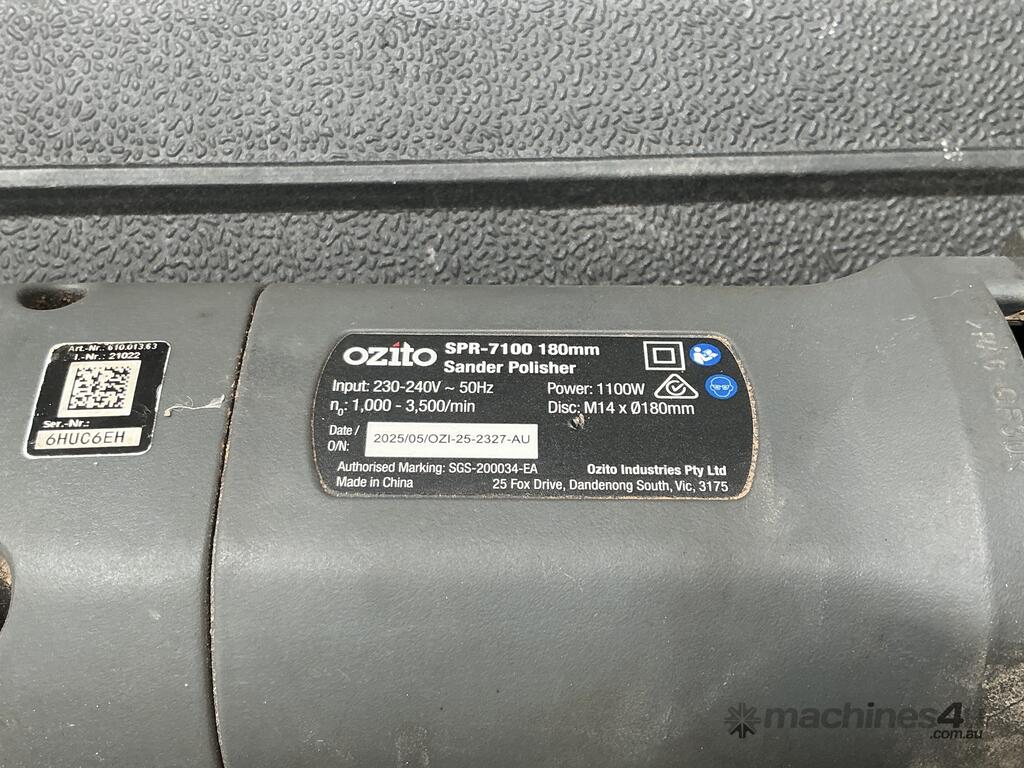 Art.-Nr.: 610.013.63
I.-Nr.: 21022
Ser.-Nr.:
6HUC6EH
ozito SPR-7100 180mm
Sander Polisher
Input: 230-240V ~ 50Hz Power: 1100W
n₀: 1,000 - 3,500/min Disc: M14 x Ø180mm
Date /
O/N: 2025/05/OZI-25-2327-AU
Authorised Marking: SGS-200034-EA Ozito Industries Pty Ltd
Made in China 25 Fox Drive, Dandenong South, Vic, 3175
machines4u
.com.au